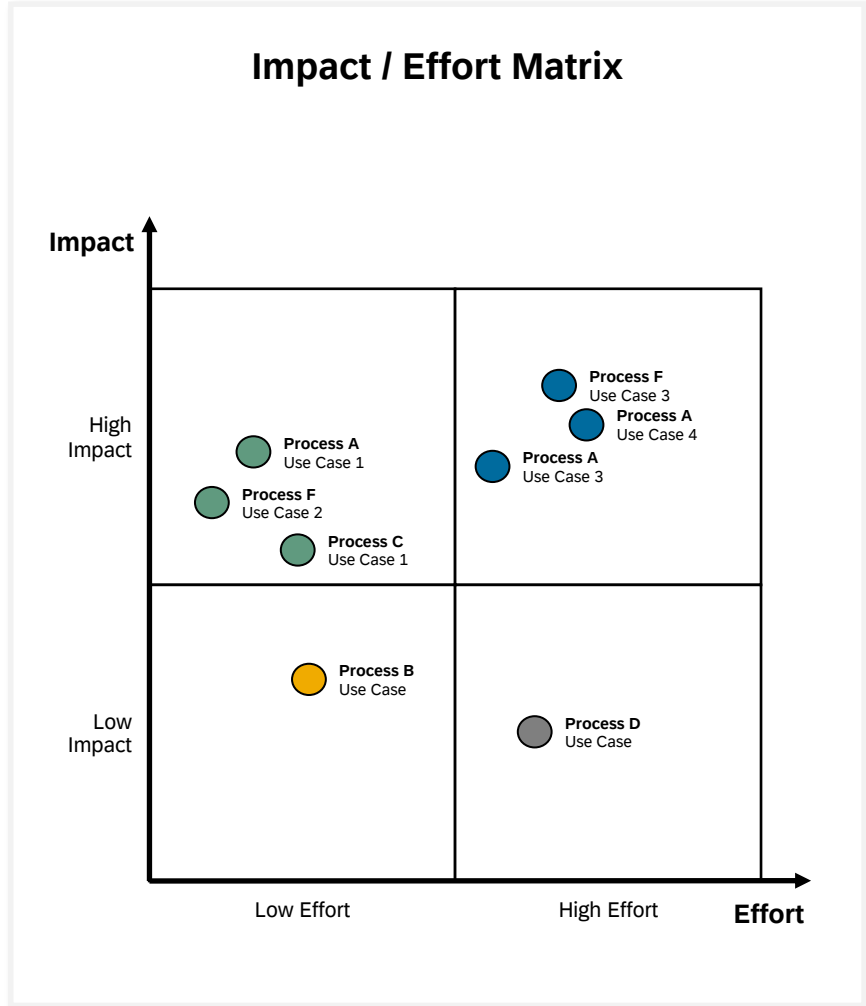 Impact / Effort Matrix
Impact
High
Impact
Process F
Use Case 3
Process A
Use Case 4
Process A
Use Case 1
Process A
Use Case 3
Process F
Use Case 2
Process C
Use Case 1
Process B
Use Case
Low
Impact
Process D
Use Case
Low Effort
High Effort
Effort